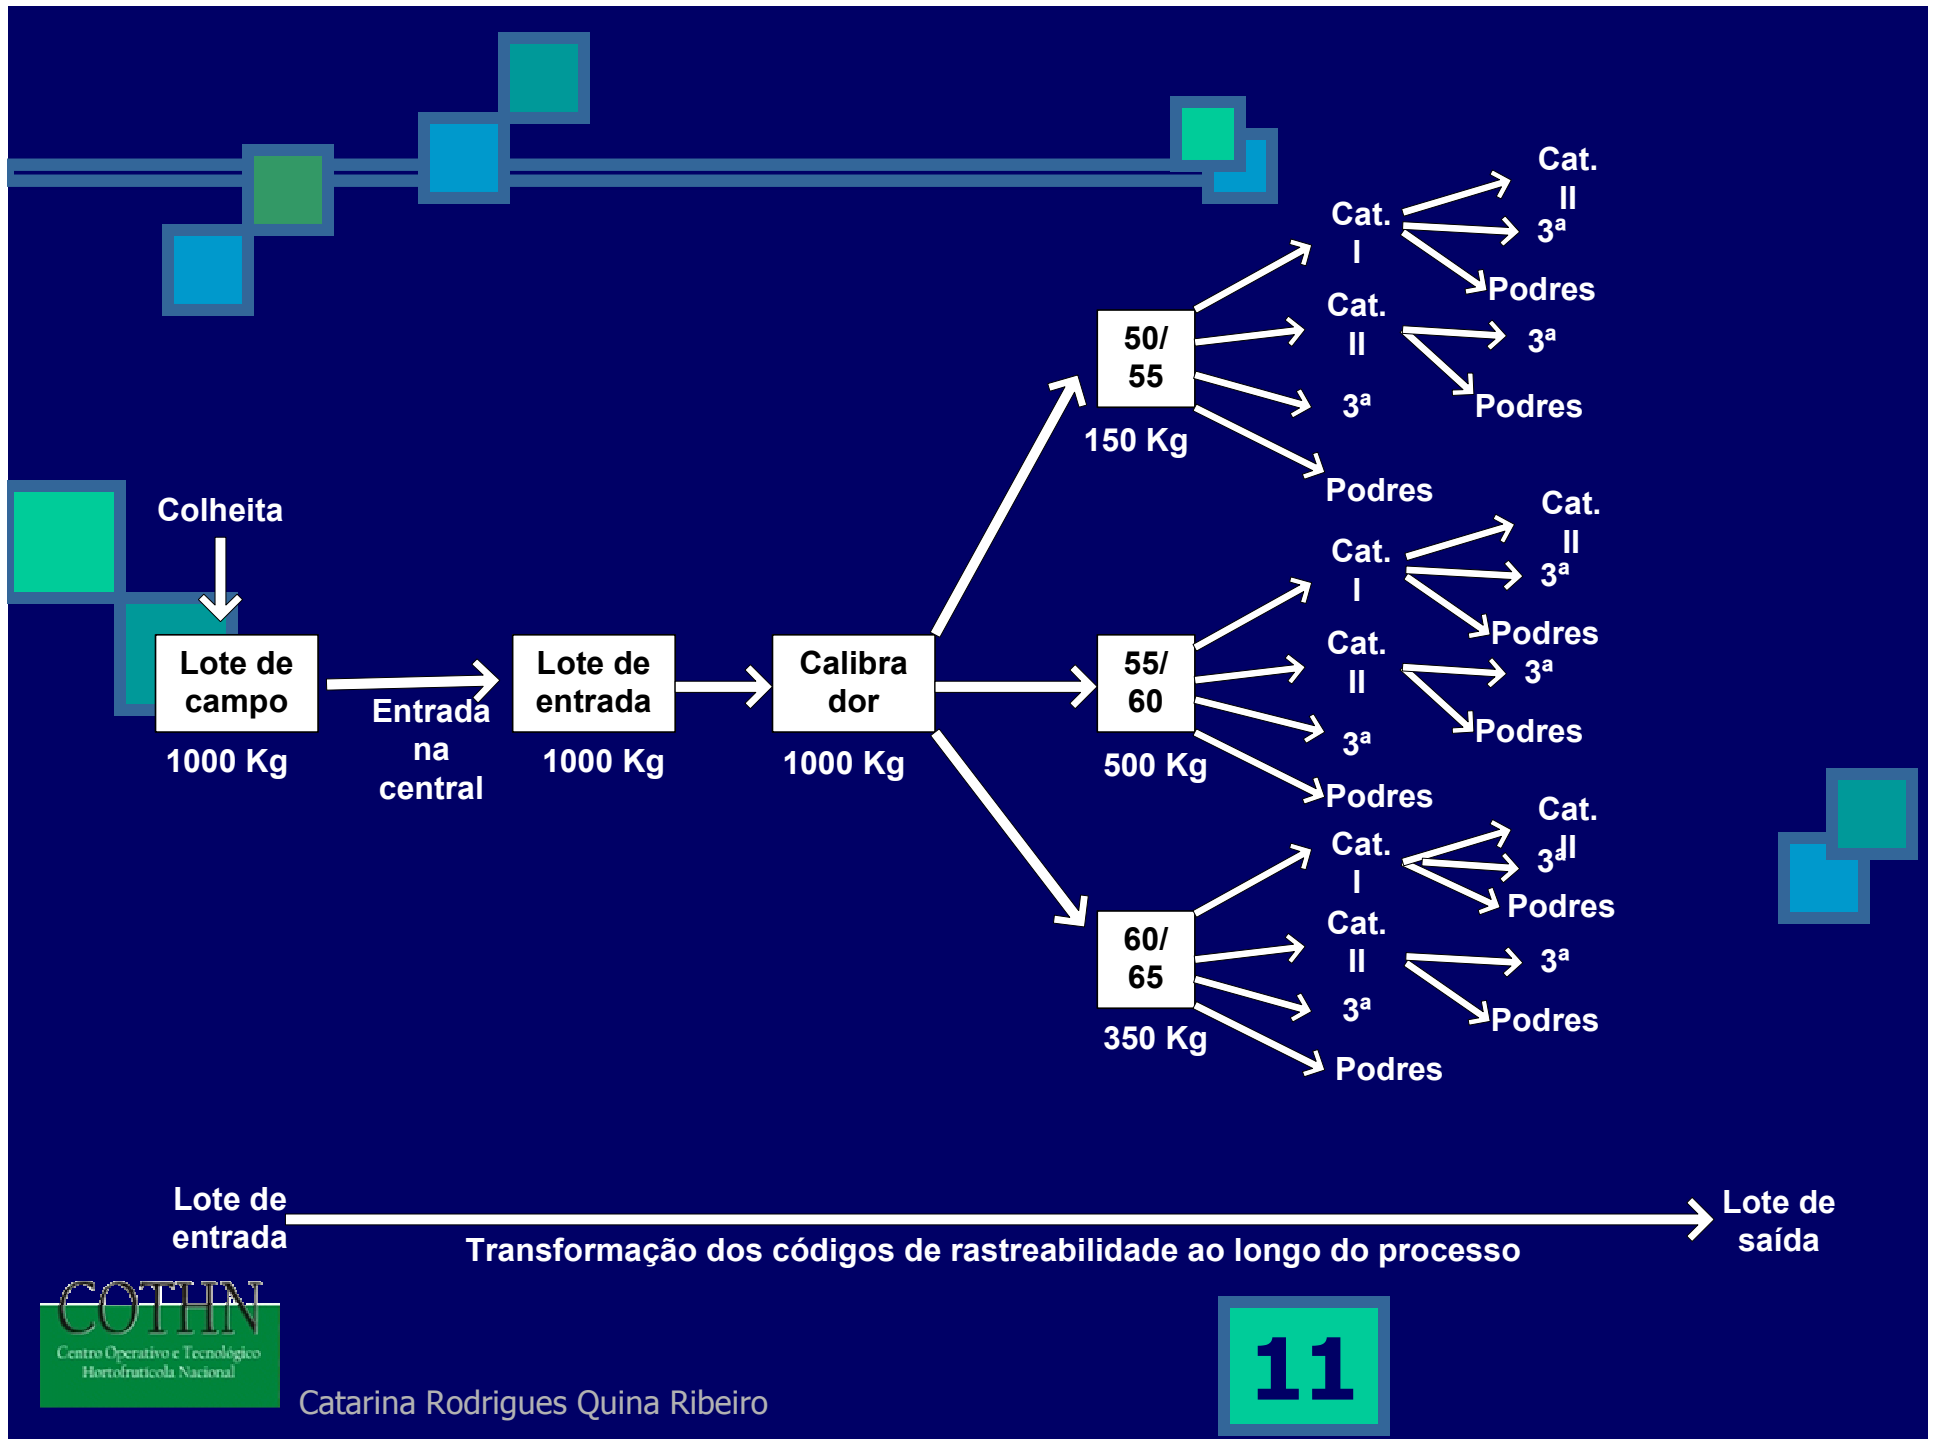 Colheita
Lote de
campo
1000 Kg
Entrada
na
central
Lote de
entrada
1000 Kg
Calibra
dor
1000 Kg
50/
55
150 Kg
Cat.
I
Cat.
II
3ª
Podres
Cat.
II
3ª
Podres
3ª
Podres
55/
60
500 Kg
Cat.
I
Cat.
II
3ª
Podres
Cat.
II
3ª
Podres
3ª
Podres
60/
65
350 Kg
Cat.
I
Cat.
II
3ª
Podres
Cat.
II
3ª
Podres
3ª
Podres
Lote de
entrada
Transformação dos códigos de rastreabilidade ao longo do processo
Lote de
saída
COTHN
Centro Operativo e Tecnológico
Hortofrutícola Nacional
Catarina Rodrigues Quina Ribeiro
11